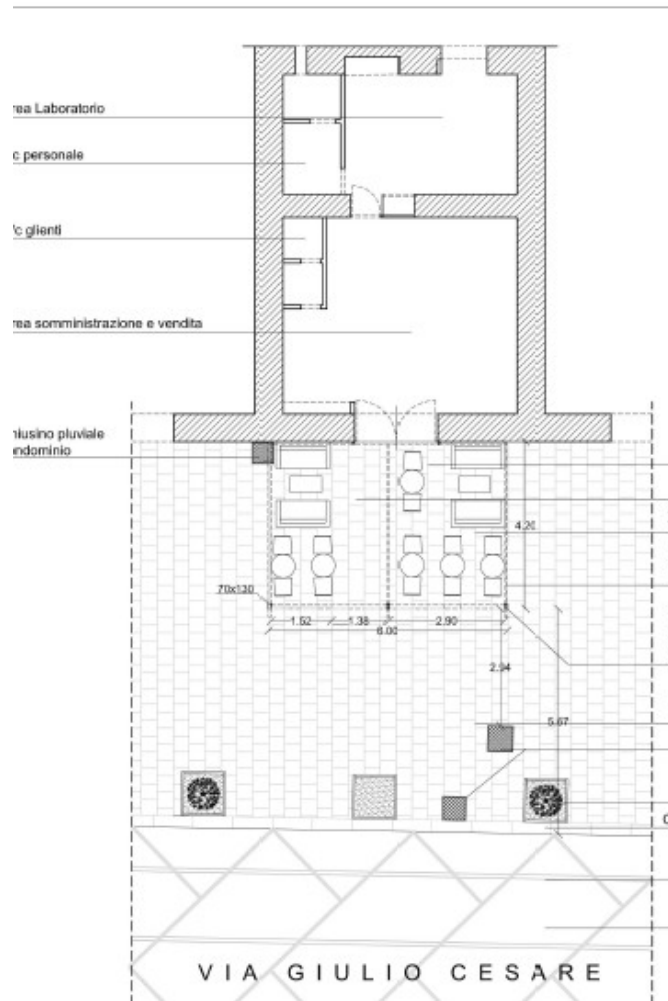 rea Laboratorio
c personale
/c glienti
rea somministrazione e vendita
hiusino pluviale
ondominio
4.20
70x130
1.52
1.38
2.90
6.00
2.94
5.67
VIA GIULIO CESARE